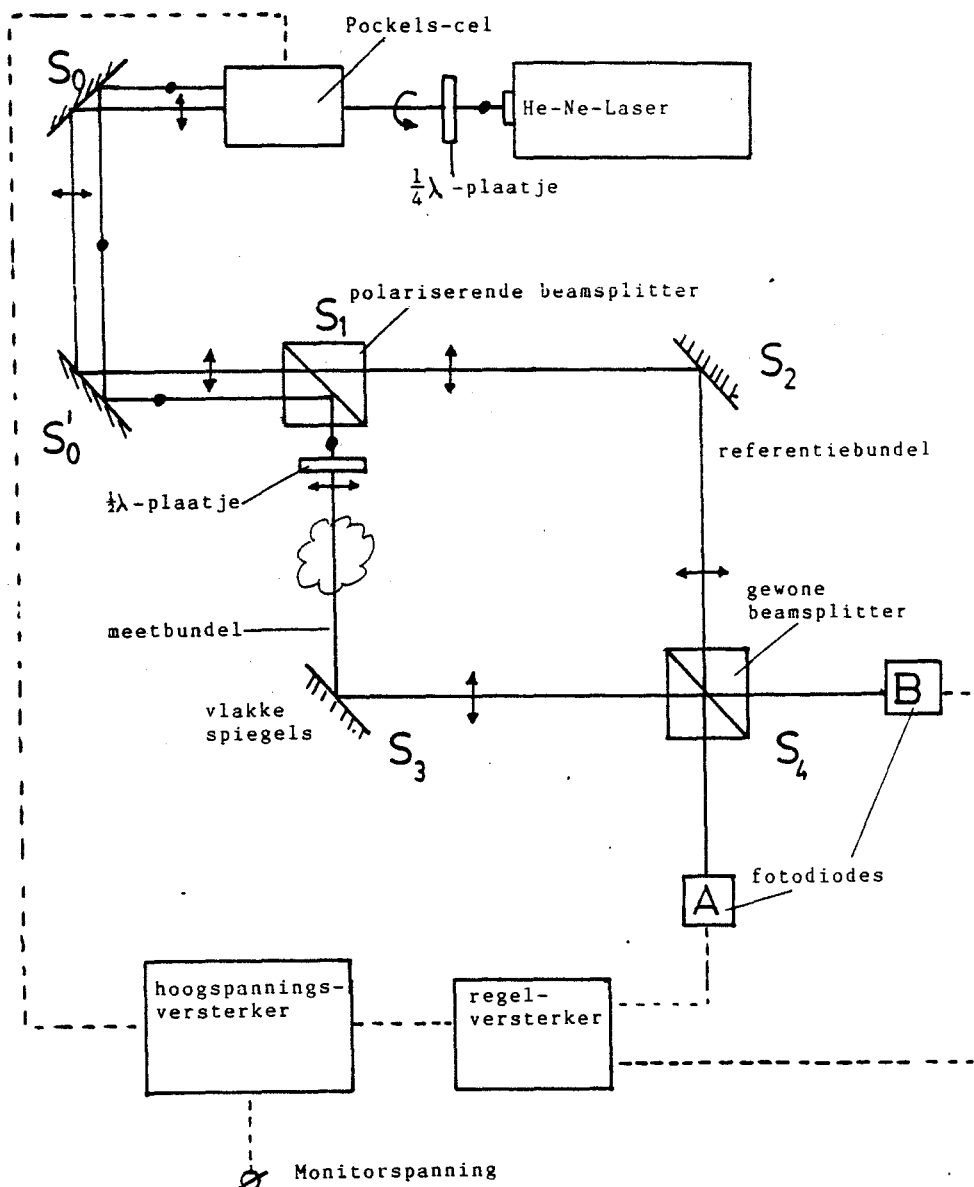 Pockels-cel
S₀
He-Ne-Laser
¼λ-plaatje
polariserende beamsplitter
S₁
S₂
S₀'
referentiebundel
½λ-plaatje
gewone
beamsplitter
meetbundel
B
vlakke
spiegels
S₃
S₄
fotodiodes
A
hoogspannings-
versterker
regel-
versterker
Monitorspanning